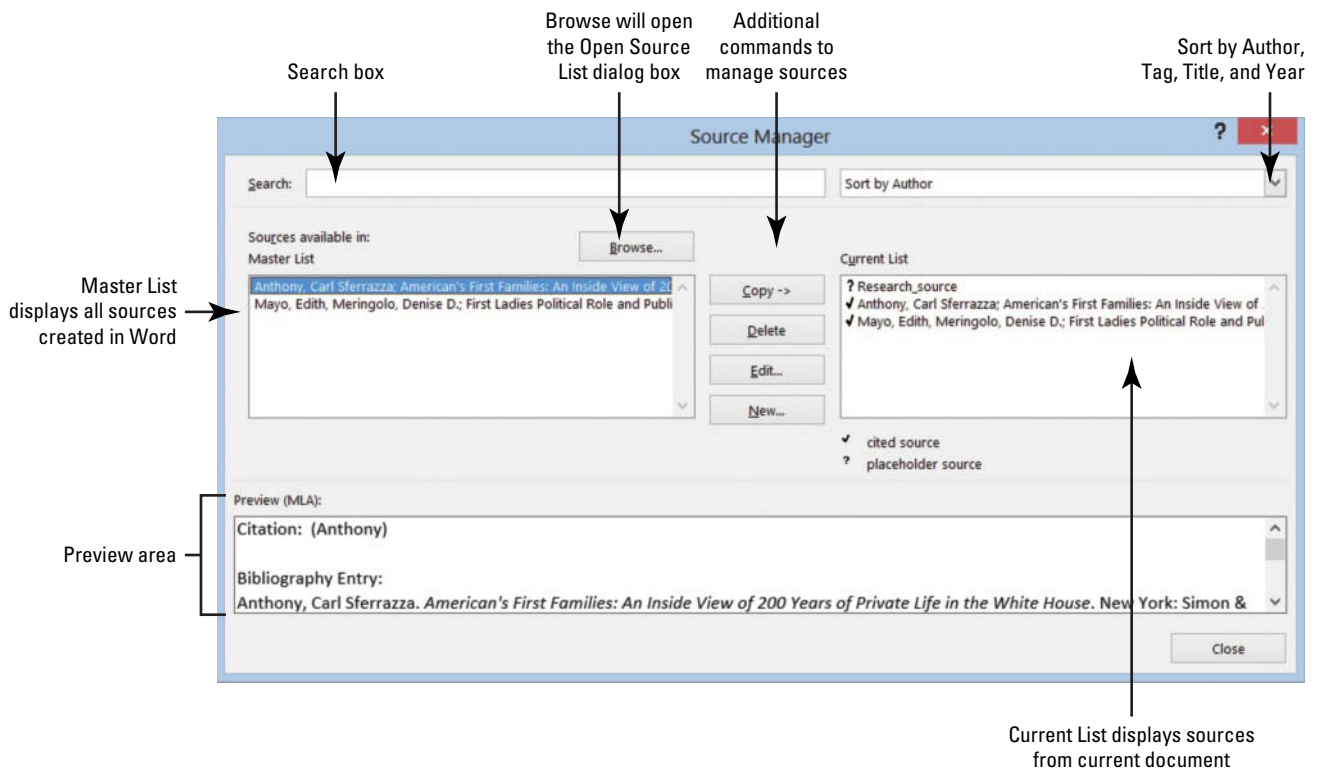 Browse will open
the Open Source
List dialog box
Additional
commands to
manage sources
Search box
Sort by Author,
Tag, Title, and Year
Source Manager
?
×
Search:
Sort by Author
Sources available in:
Master List
Browse...
Current List
Anthony, Carl Sferrazza; American's First Families: An Inside View of 20
Mayo, Edith, Meringolo, Denise D.; First Ladies Political Role and Publi
Copy ->
Delete
Edit...
New...
? Research_source
✓ Anthony, Carl Sferrazza; American's First Families: An Inside View of
✓ Mayo, Edith, Meringolo, Denise D.; First Ladies Political Role and Pul
Master List
displays all sources
created in Word
✓ cited source
? placeholder source
Preview (MLA):
Citation: (Anthony)
Bibliography Entry:
Anthony, Carl Sferrazza. American's First Families: An Inside View of 200 Years of Private Life in the White House. New York: Simon &
Preview area
Close
Current List displays sources
from current document